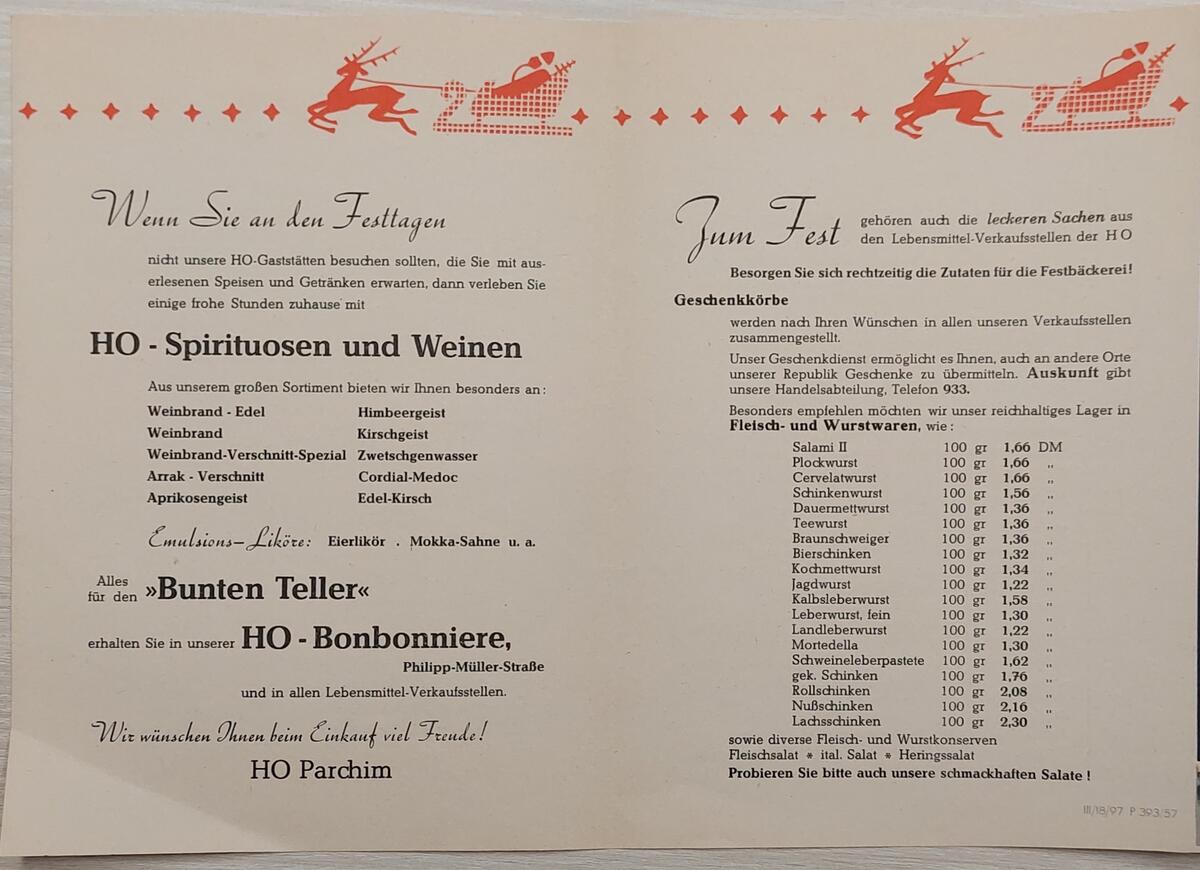 Wenn Sie an den Festtagen
nicht unsere HO-Gaststätten besuchen sollten, die Sie mit aus-
erlesenen Speisen und Getränken erwarten, dann verleben Sie
einige frohe Stunden zuhause mit
HO - Spirituosen und Weinen
Aus unserem großen Sortiment bieten wir Ihnen besonders an:
Weinbrand - Edel Himbeergeist
Weinbrand Kirschgeist
Weinbrand-Verschnitt-Spezial Zwetschgenwasser
Arrak - Verschnitt Cordial-Medoc
Aprikosengeist Edel-Kirsch
Emulsions-Liköre: Eierlikör . Mokka-Sahne u. a.
Alles
für den »Bunten Teller«
erhalten Sie in unserer HO - Bonbonniere,
Philipp-Müller-Straße
und in allen Lebensmittel-Verkaufsstellen.
Wir wünschen Ihnen beim Einkauf viel Freude!
HO Parchim
Zum Fest gehören auch die leckeren Sachen aus
den Lebensmittel-Verkaufsstellen der HO
Besorgen Sie sich rechtzeitig die Zutaten für die Festbäckerei!
Geschenkkörbe
werden nach Ihren Wünschen in allen unseren Verkaufsstellen
zusammengestellt.
Unser Geschenkdienst ermöglicht es Ihnen, auch an andere Orte
unserer Republik Geschenke zu übermitteln. Auskunft gibt
unsere Handelsabteilung, Telefon 933.
Besonders empfehlen möchten wir unser reichhaltiges Lager in
Fleisch- und Wurstwaren, wie:
Salami II 100 gr 1,66 DM
Plockwurst 100 gr 1,66 „
Cervelatwurst 100 gr 1,66 „
Schinkenwurst 100 gr 1,56 „
Dauermettwurst 100 gr 1,36 „
Teewurst 100 gr 1,36 „
Braunschweiger 100 gr 1,36 „
Bierschinken 100 gr 1,32 „
Kochmettwurst 100 gr 1,34 „
Jagdwurst 100 gr 1,22 „
Kalbsleberwurst 100 gr 1,58 „
Leberwurst, fein 100 gr 1,30 „
Landleberwurst 100 gr 1,22 „
Mortedella 100 gr 1,30 „
Schweineleberpastete 100 gr 1,62 „
gek. Schinken 100 gr 1,76 „
Rollschinken 100 gr 2,08 „
Nußschinken 100 gr 2,16 „
Lachsschinken 100 gr 2,30 „
sowie diverse Fleisch- und Wurstkonserven
Fleischsalat * ital. Salat * Heringssalat
Probieren Sie bitte auch unsere schmackhaften Salate !
III/18/97 P 393/57